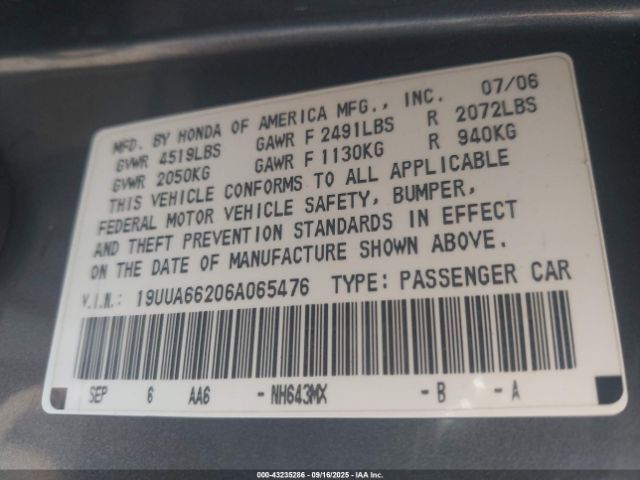 07/06
MFD. BY HONDA OF AMERICA MFG., INC.
GVWR 4519LBS GAWR F 2491LBS R 2072LBS
GVWR 2050KG GAWR F 1130KG R 940KG
THIS VEHICLE CONFORMS TO ALL APPLICABLE
FEDERAL MOTOR VEHICLE SAFETY, BUMPER,
AND THEFT PREVENTION STANDARDS IN EFFECT
ON THE DATE OF MANUFACTURE SHOWN ABOVE.
V.I.N.: 19UUA66206A065476 TYPE: PASSENGER CAR
SEP 6 AA6 -NH643MX -B -A
000-43235286 - 09/16/2025 - IAA Inc.